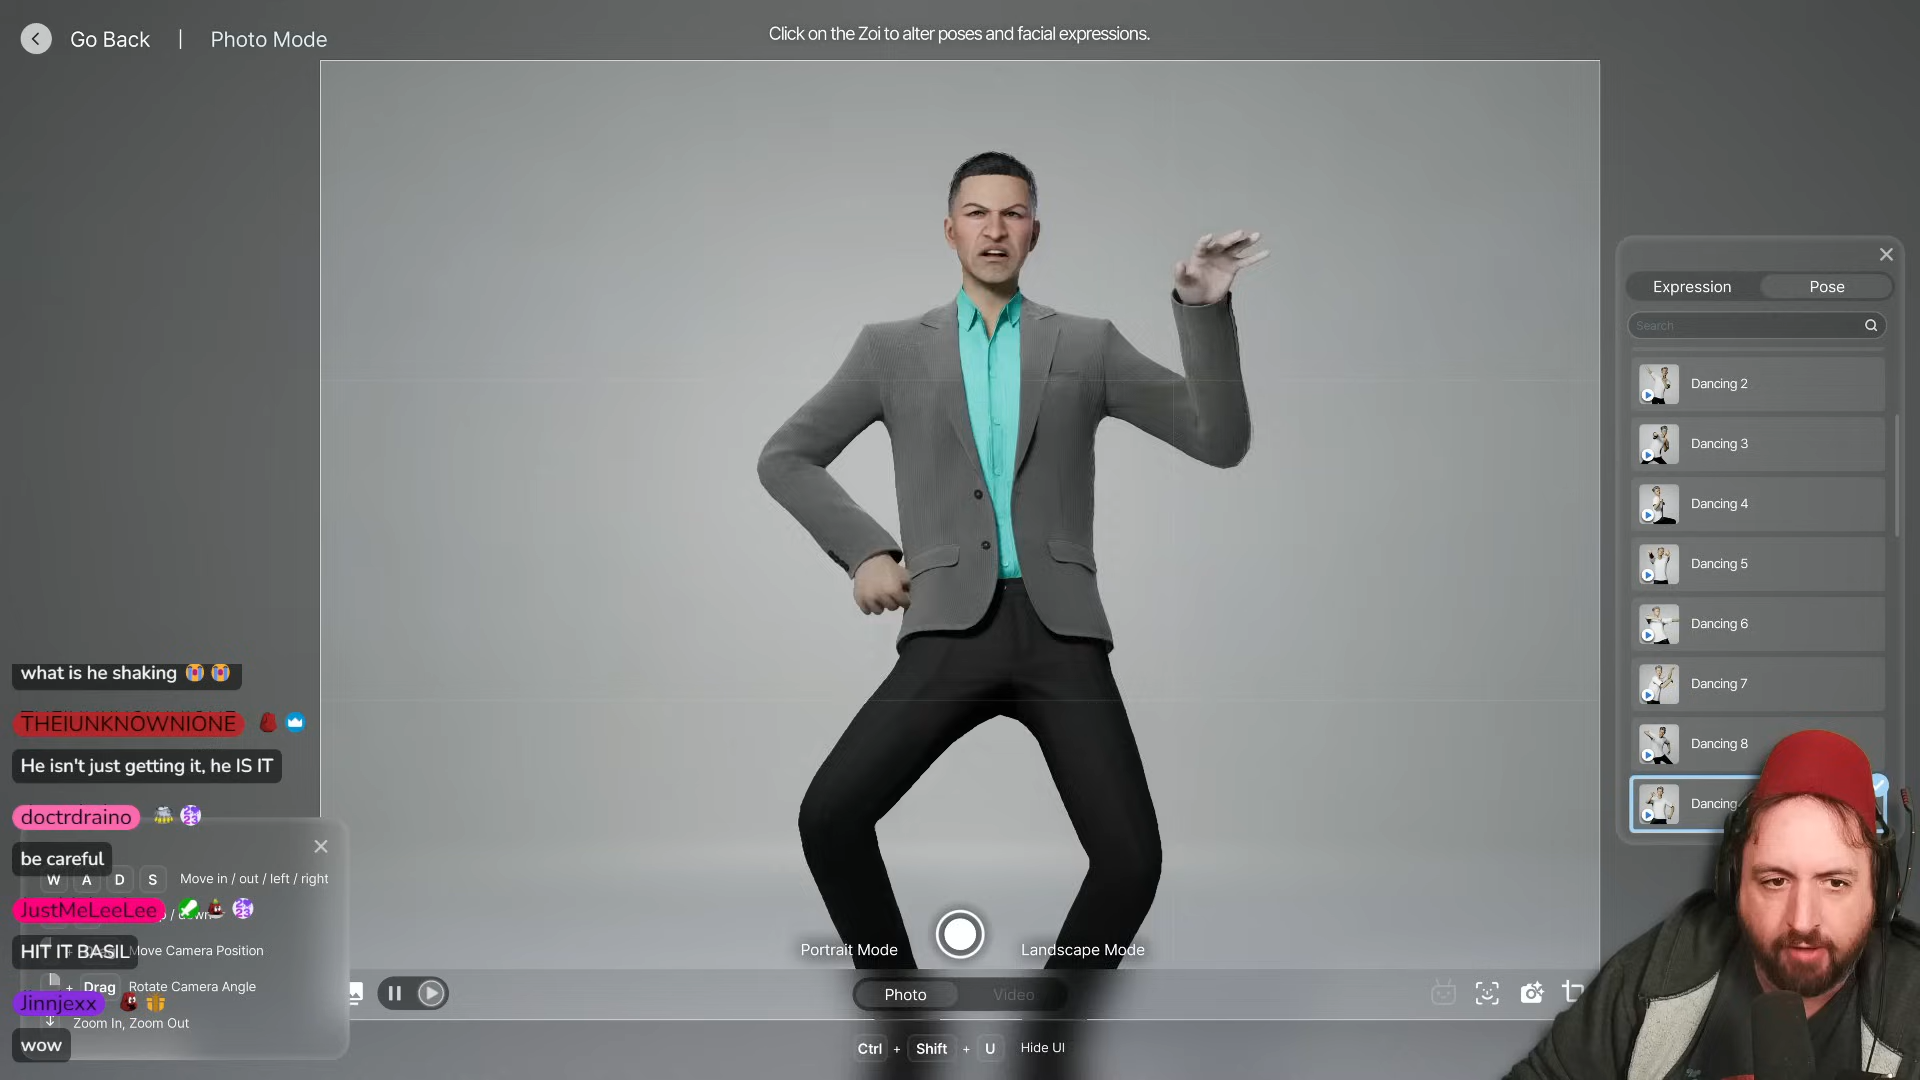 Go Back | Photo Mode
Click on the Zoi to alter poses and facial expressions.
Expression
Pose
Search
Dancing 2
Dancing 3
Dancing 4
Dancing 5
Dancing 6
Dancing 7
Dancing 8
Dancing
what is he shaking 😭 😭
THEIUNKNOWNIONE
He isn't just getting it, he IS IT
doctrdraino
be careful
W A D S Move in / out / left / right
JustMeLeeLee
/ down
HIT IT BASIL
Move Camera Position
+ Drag Rotate Camera Angle
Jinnjexx
Zoom In, Zoom Out
wow
Portrait Mode
Landscape Mode
Photo
Video
Ctrl + Shift + U Hide UI